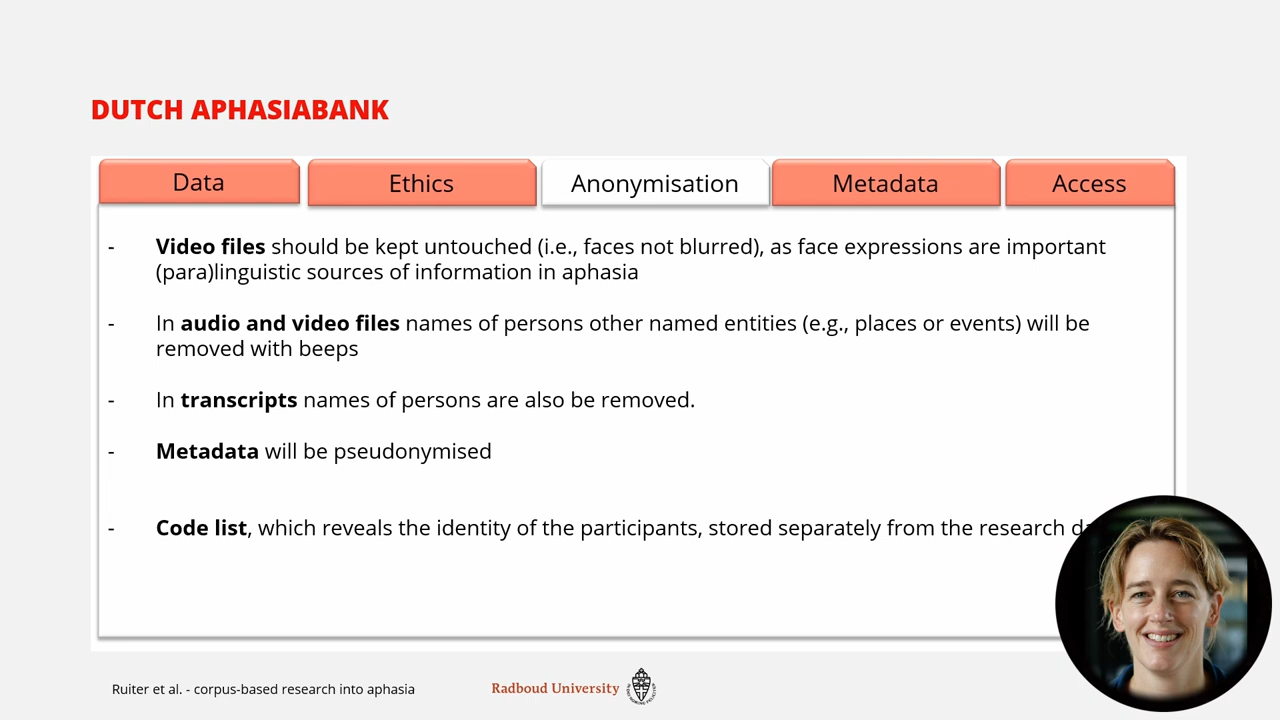 DUTCH APHASIABANK
Data Ethics Anonymisation Metadata Access
- Video files should be kept untouched (i.e., faces not blurred), as face expressions are important
(para)linguistic sources of information in aphasia
- In audio and video files names of persons other named entities (e.g., places or events) will be
removed with beeps
- In transcripts names of persons are also be removed.
- Metadata will be pseudonymised
- Code list, which reveals the identity of the participants, stored separately from the research
Ruiter et al. - corpus-based research into aphasia
Radboud University